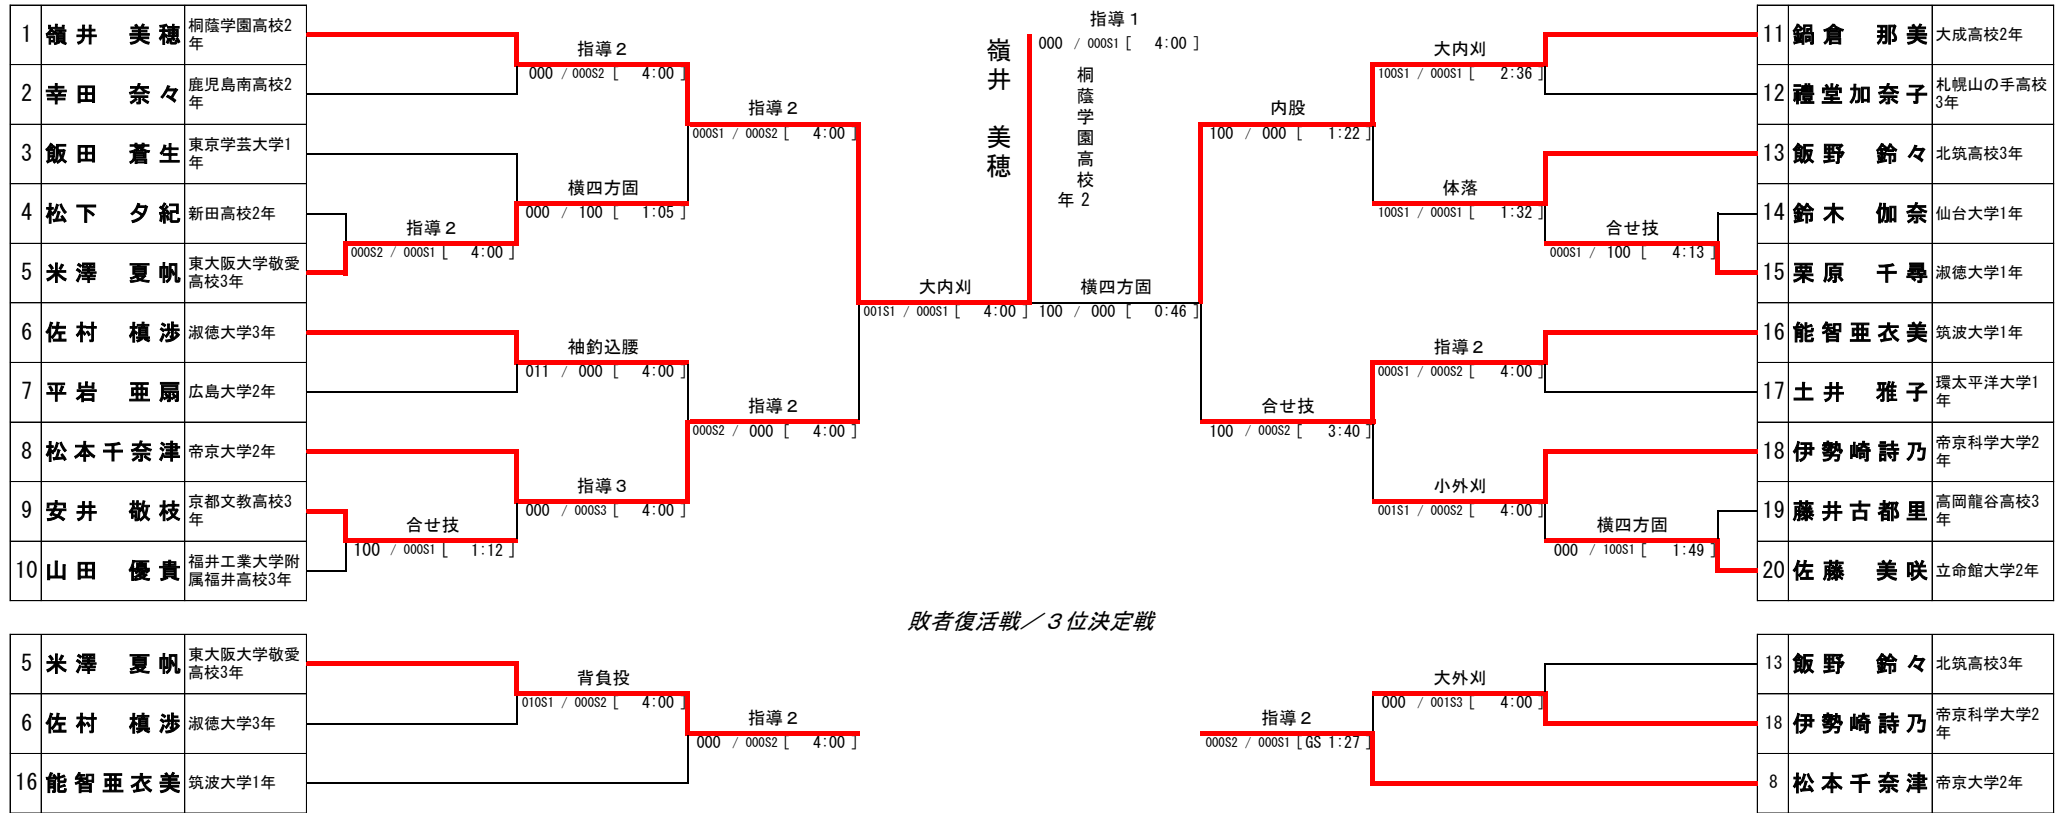 1 嶺井 美穂 桐蔭学園高校2年
2 幸田 奈々 鹿児島南高校2年
3 飯田 蒼生 東京学芸大学1年
4 松下 夕紀 新田高校2年
5 米澤 夏帆 東大阪大学敬愛高校3年
6 佐村 槙渉 淑徳大学3年
7 平岩 亜扇 広島大学2年
8 松本千奈津 帝京大学2年
9 安井 敬枝 京都文教高校3年
10 山田 優貴 福井工業大学附属福井高校3年
指導2
000 / 000S2 [ 4:00 ]
横四方固
000 / 100 [ 1:05 ]
指導2
000S2 / 000S1 [ 4:00 ]
袖釣込腰
011 / 000 [ 4:00 ]
指導3
000 / 000S3 [ 4:00 ]
合せ技
100 / 000S1 [ 1:12 ]
指導2
000S1 / 000S2 [ 4:00 ]
指導2
000S2 / 000 [ 4:00 ]
大内刈
001S1 / 000S1 [ 4:00 ]
嶺井 美穂
指導1
000 / 000S1 [ 4:00 ]
桐蔭学園高校2年
横四方固
100 / 000 [ 0:46 ]
内股
100 / 000 [ 1:22 ]
合せ技
100 / 000S2 [ 3:40 ]
大内刈
100S1 / 000S1 [ 2:36 ]
体落
100S1 / 000S1 [ 1:32 ]
合せ技
000S1 / 100 [ 4:13 ]
指導2
000S1 / 000S2 [ 4:00 ]
小外刈
001S1 / 000S2 [ 4:00 ]
横四方固
000 / 100S1 [ 1:49 ]
11 鍋倉 那美 大成高校2年
12 禮堂加奈子 札幌山の手高校3年
13 飯野 鈴々 北筑高校3年
14 鈴木 伽奈 仙台大学1年
15 栗原 千尋 淑徳大学1年
16 能智亜衣美 筑波大学1年
17 土井 雅子 環太平洋大学1年
18 伊勢崎詩乃 帝京科学大学2年
19 藤井古都里 高岡龍谷高校3年
20 佐藤 美咲 立命館大学2年
敗者復活戦／3位決定戦
5 米澤 夏帆 東大阪大学敬愛高校3年
6 佐村 槙渉 淑徳大学3年
16 能智亜衣美 筑波大学1年
背負投
010S1 / 000S2 [ 4:00 ]
指導2
000 / 000S2 [ 4:00 ]
大外刈
000 / 001S3 [ 4:00 ]
指導2
000S2 / 000S1 [GS 1:27 ]
13 飯野 鈴々 北筑高校3年
18 伊勢崎詩乃 帝京科学大学2年
8 松本千奈津 帝京大学2年